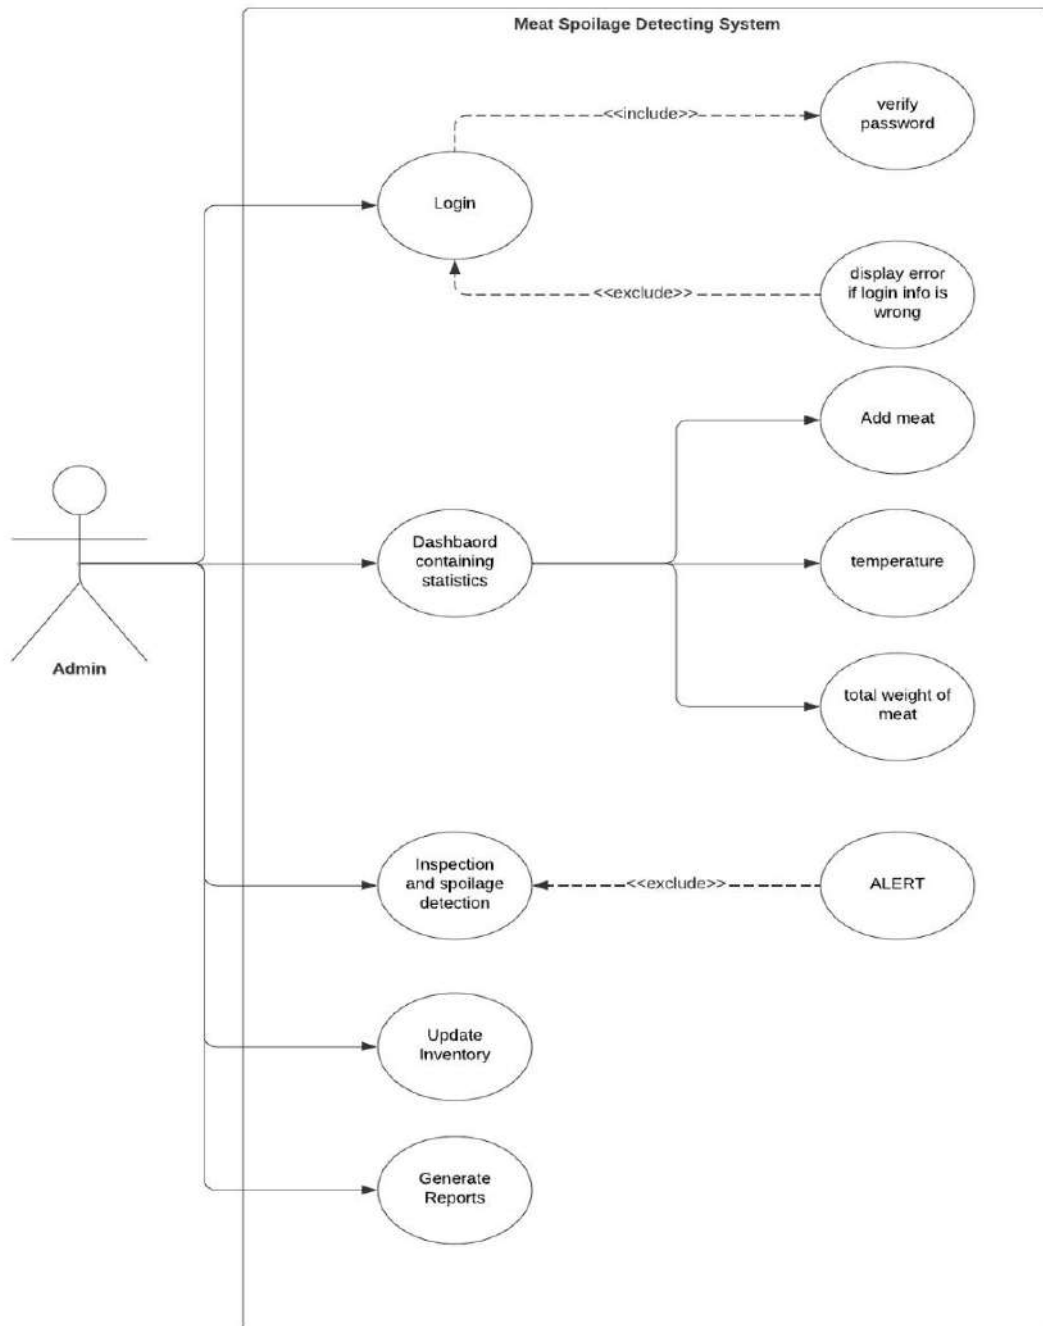 Meat Spoilage Detecting System
verify
password
<<include>>
Login
display error
if login info is
wrong
<<exclude>>
Add meat
Dashbaord
containing
statistics
temperature
Admin
total weight of
meat
Inspection
and spoilage
detection
<<exclude>>
ALERT
Update
Inventory
Generate
Reports